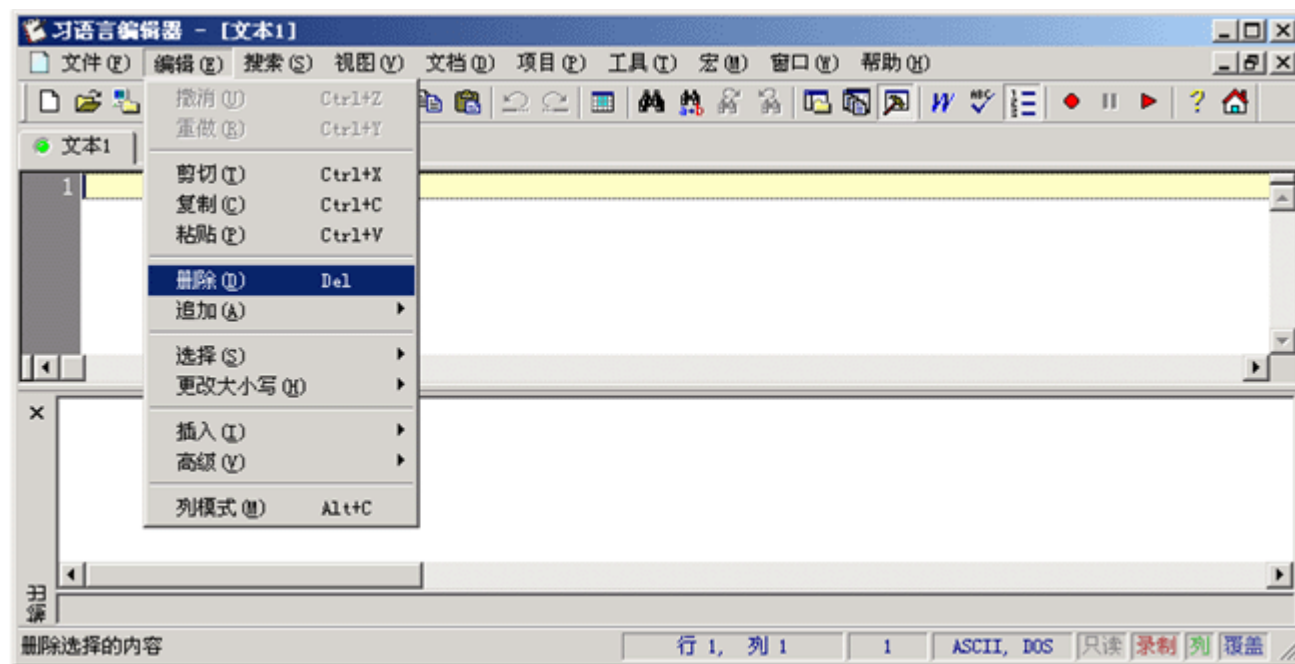 习语言编辑器 - [文本1]
文件(F) 编辑(E) 搜索(S) 视图(V) 文档(D) 项目(P) 工具(T) 宏(M) 窗口(W) 帮助(H)
文本1
撤消(U) Ctrl+Z
重做(R) Ctrl+Y
剪切(T) Ctrl+X
1
复制(C) Ctrl+C
粘贴(P) Ctrl+V
删除(D) Del
追加(A)
选择(S)
更改大小写(H)
插入(I)
高级(V)
列模式(M) Alt+C
删除选择的内容 行 1, 列 1 1 ASCII, DOS 只读 录制 列 覆盖